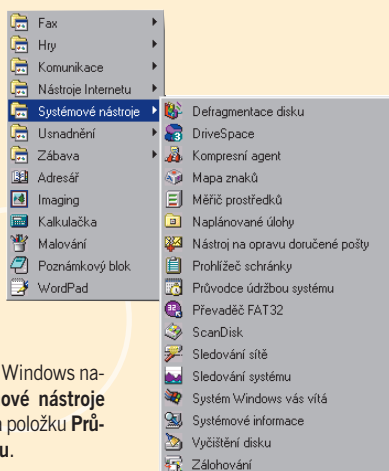 Fax
Hry
Komunikace
Nástroje Internetu
Systémové nástroje
Usnadnění
Zábava
Adresář
Imaging
Kalkulačka
Malování
Poznámkový blok
WordPad
Defragmentace disku
DriveSpace
Kompresní agent
Mapa znaků
Měřič prostředků
Naplánované úlohy
Nástroj na opravu doručené pošty
Prohlížeč schránky
Průvodce údržbou systému
Převaděč FAT32
ScanDisk
Sledování sítě
Sledování systému
Systém Windows vás vítá
Systémové informace
Vyčištění disku
Zálohování
Windows na-
ové nástroje
položku Prů-
u.